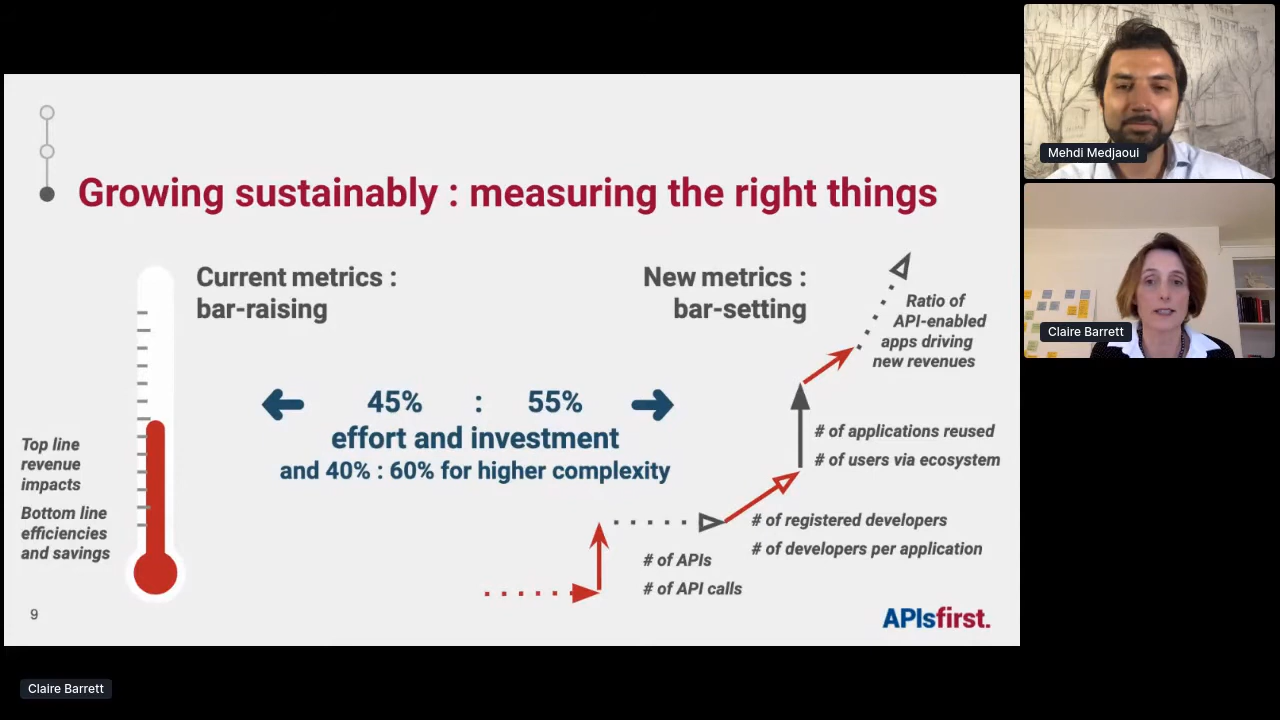 Growing sustainably : measuring the right things
Current metrics :
bar-raising
New metrics :
bar-setting
Ratio of
API-enabled
apps driving
new revenues
45% : 55%
effort and investment
and 40% : 60% for higher complexity
Top line
revenue
impacts
Bottom line
efficiencies
and savings
# of applications reused
# of users via ecosystem
# of registered developers
# of developers per application
# of APIs
# of API calls
9
APIsfirst.
Mehdi Medjaoui
Claire Barrett
Claire Barrett